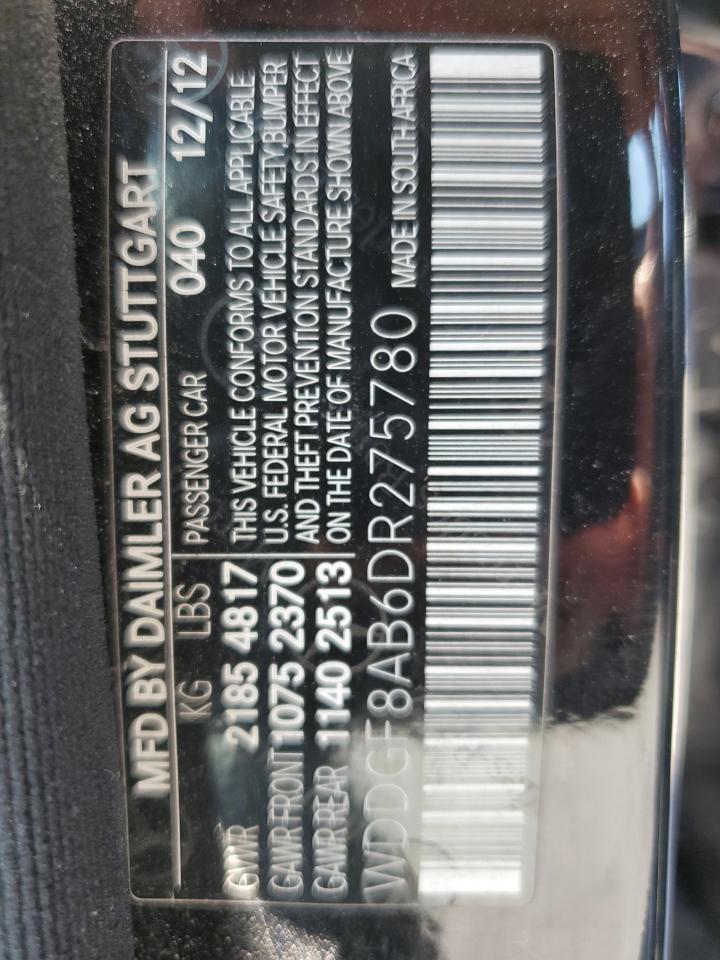 MFD BY DAIMLER AG STUTTGART
KG LBS PASSENGER CAR 040 12/12
GVWR 2185 4817 THIS VEHICLE CONFORMS TO ALL APPLICABLE
GAWR FRONT 1075 2370 U.S. FEDERAL MOTOR VEHICLE SAFETY, BUMPER
GAWR REAR 1140 2513 AND THEFT PREVENTION STANDARDS IN EFFECT
ON THE DATE OF MANUFACTURE SHOWN ABOVE
WDDGF8AB6DR275780 MADE IN SOUTH AFRICA